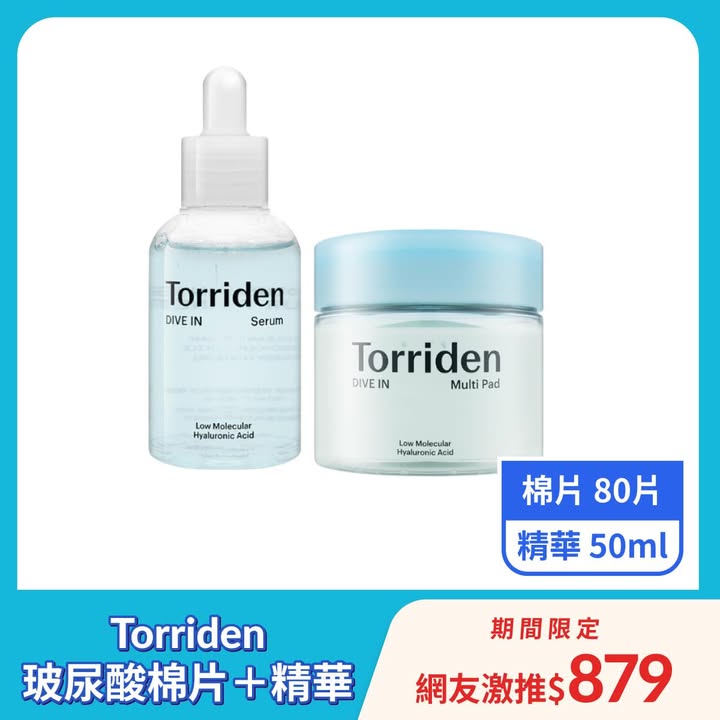 Torriden
DIVE IN Serum
Low Molecular
Hyaluronic Acid
Torriden
DIVE IN Multi Pad
Low Molecular
Hyaluronic Acid
棉片 80片
精華 50ml
Torriden
玻尿酸棉片＋精華
期間限定
網友激推$879